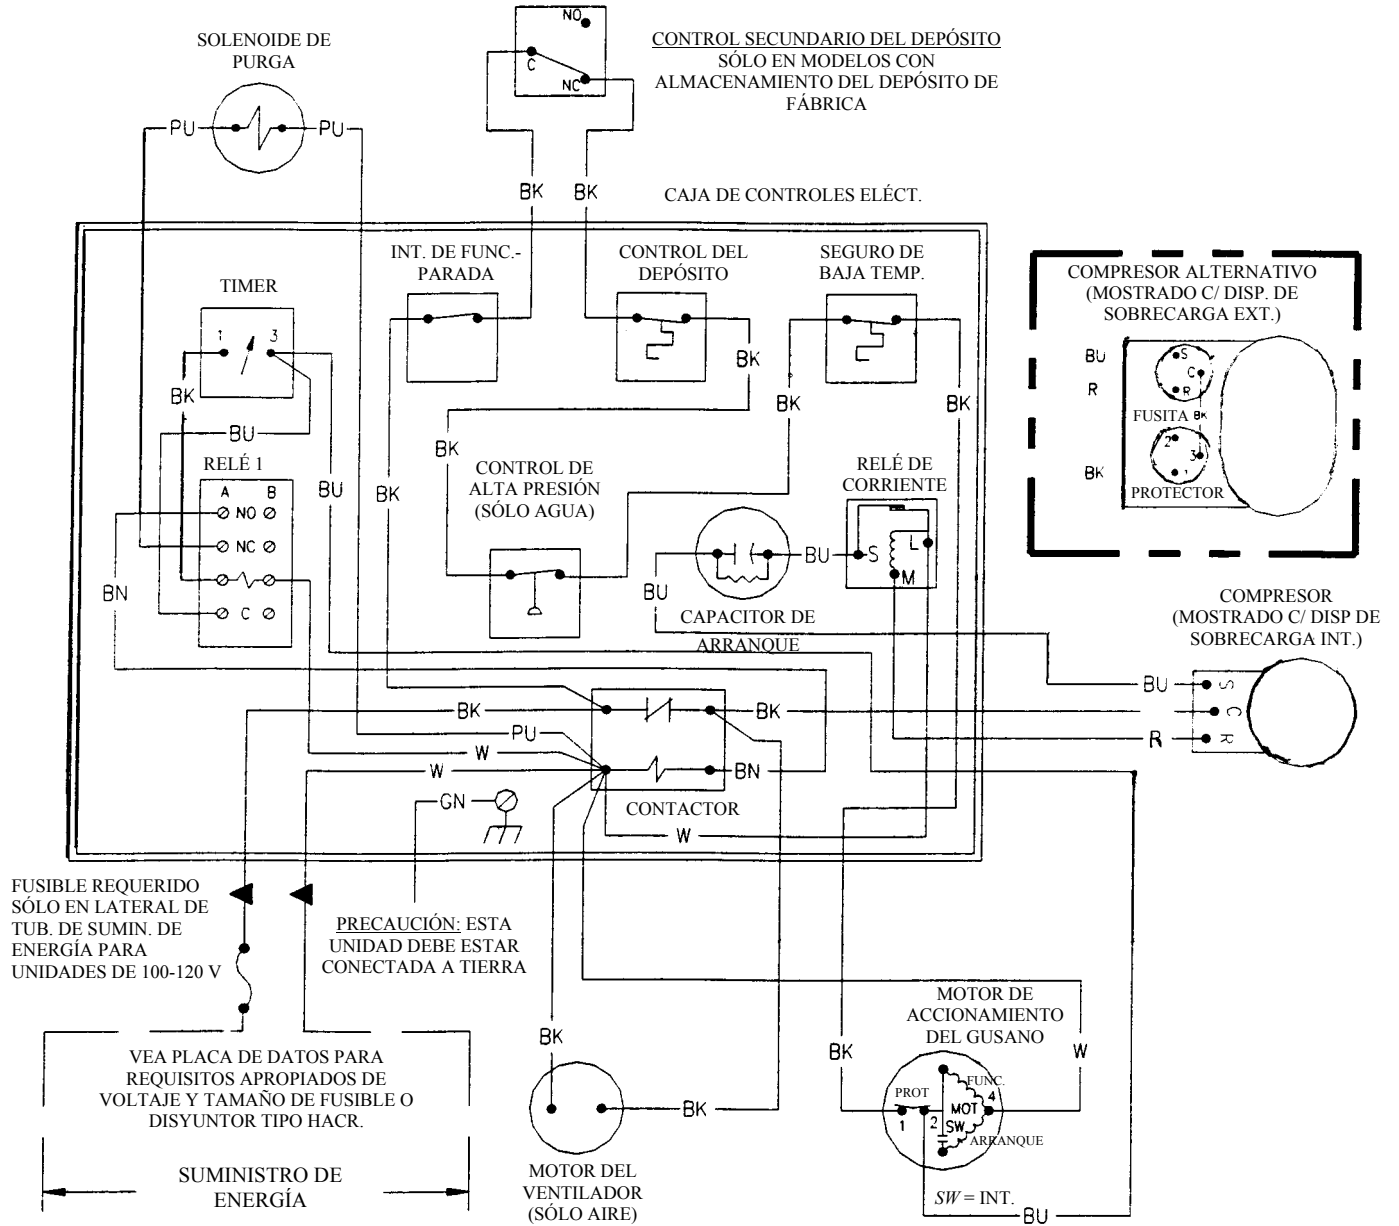 NO
C
NC
CONTROL SECUNDARIO DEL DEPÓSITO
SÓLO EN MODELOS CON
ALMACENAMIENTO DEL DEPÓSITO DE
FÁBRICA
SOLENOIDE DE
PURGA
PU
PU
BK
BK
CAJA DE CONTROLES ELÉCT.
INT. DE FUNC.-
PARADA
CONTROL DEL
DEPÓSITO
SEGURO DE
BAJA TEMP.
TIMER
1
3
BK
BU
BU
BK
BK
BK
BK
BK
COMPRESOR ALTERNATIVO
(MOSTRADO C/ DISP. DE
SOBRECARGA EXT.)
BU
R
BK
S
C
R
FUSITA
BK
2
3
1
PROTECTOR
RELÉ 1
A B
NO
NC
C
BN
CONTROL DE
ALTA PRESIÓN
(SÓLO AGUA)
RELÉ DE
CORRIENTE
BU
BU
S
L
M
CAPACITOR DE
ARRANQUE
COMPRESOR
(MOSTRADO C/ DISP DE
SOBRECARGA INT.)
BU
S
C
R
R
BK
BK
PU
W
W
BN
GN
CONTACTOR
W
FUSIBLE REQUERIDO
SÓLO EN LATERAL DE
TUB. DE SUMIN. DE
ENERGÍA PARA
UNIDADES DE 100-120 V
PRECAUCIÓN: ESTA
UNIDAD DEBE ESTAR
CONECTADA A TIERRA
VEA PLACA DE DATOS PARA
REQUISITOS APROPIADOS DE
VOLTAJE Y TAMAÑO DE FUSIBLE O
DISYUNTOR TIPO HACR.
SUMINISTRO DE
ENERGÍA
BK
BK
MOTOR DEL
VENTILADOR
(SÓLO AIRE)
MOTOR DE
ACCIONAMIENTO
DEL GUSANO
BK
W
PROT
FUNC.
1
2
4
MOT
SW
ARRANQUE
SW = INT.
BU